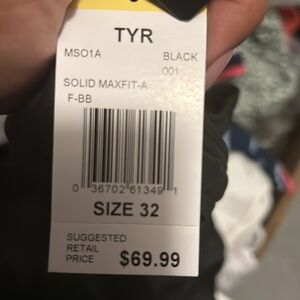 TYR
MSO1A BLACK
001
SOLID MAXFIT-A
F-BB
0 36702 61349 1
SIZE 32
SUGGESTED
RETAIL
PRICE $69.99